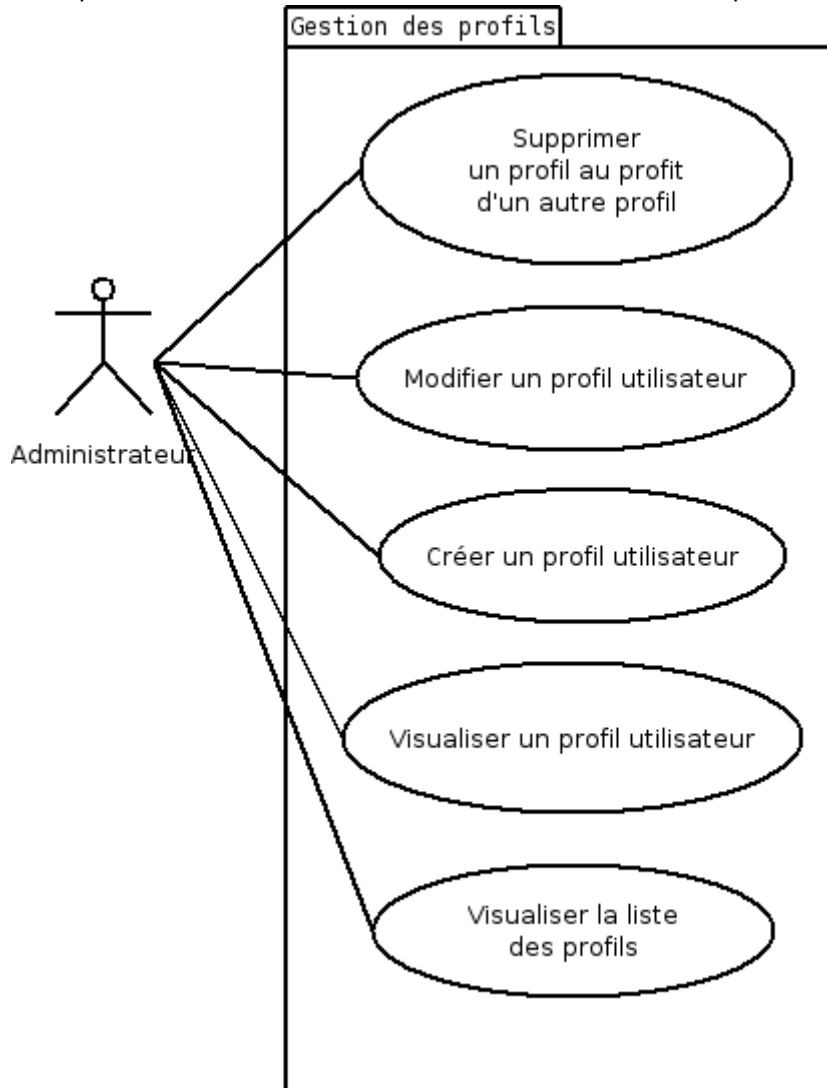 Gestion des profils
Supprimer
un profil au profit
d'un autre profil
Modifier un profil utilisateur
Administrateur
Créer un profil utilisateur
Visualiser un profil utilisateur
Visualiser la liste
des profils